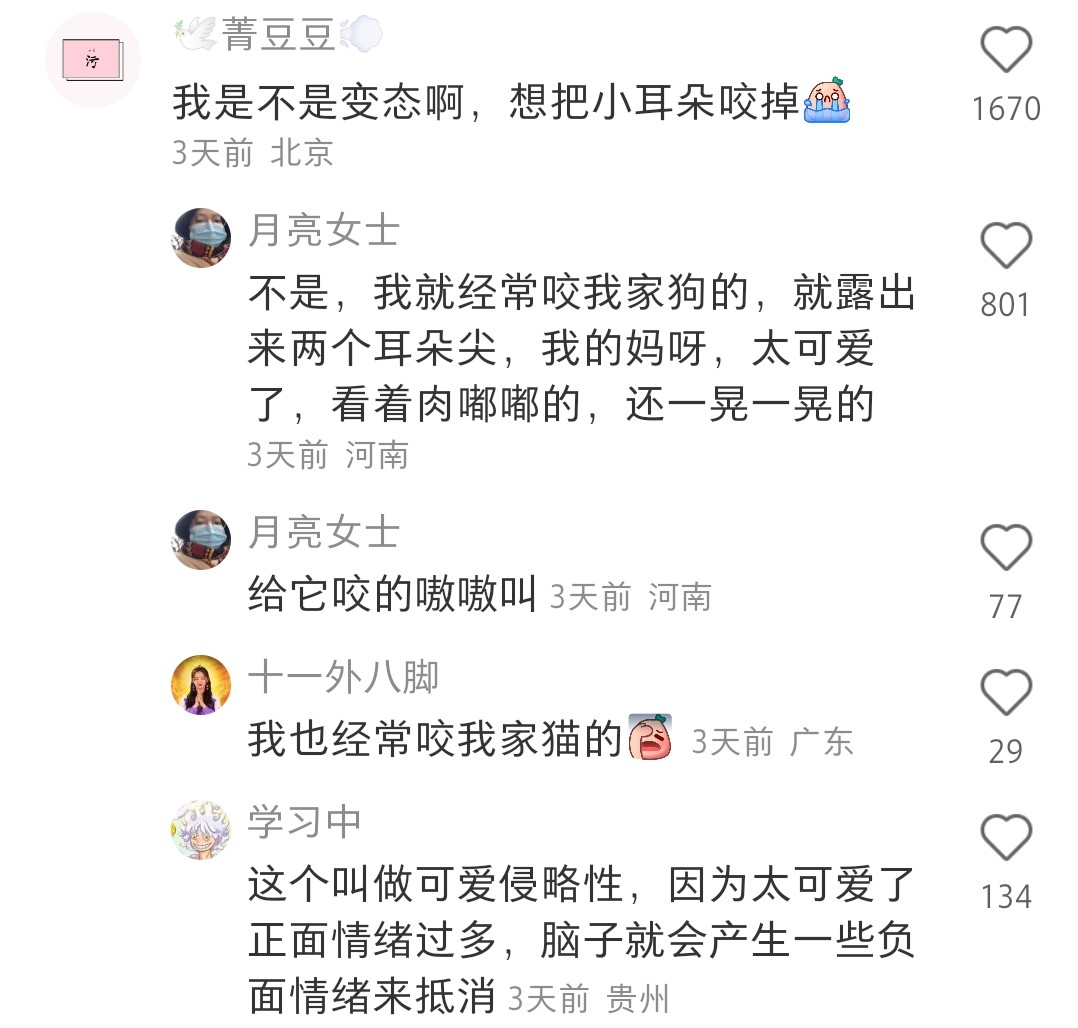 污
🕊️菁豆豆💨
我是不是变态啊，想把小耳朵咬掉
3天前 北京
1670
月亮女士
不是，我就经常咬我家狗的，就露出
来两个耳朵尖，我的妈呀，太可爱
了，看着肉嘟嘟的，还一晃一晃的
3天前 河南
801
月亮女士
给它咬的嗷嗷叫 3天前 河南
77
十一外八脚
我也经常咬我家猫的 3天前 广东
29
学习中
这个叫做可爱侵略性，因为太可爱了
正面情绪过多，脑子就会产生一些负
面情绪来抵消 3天前 贵州
134